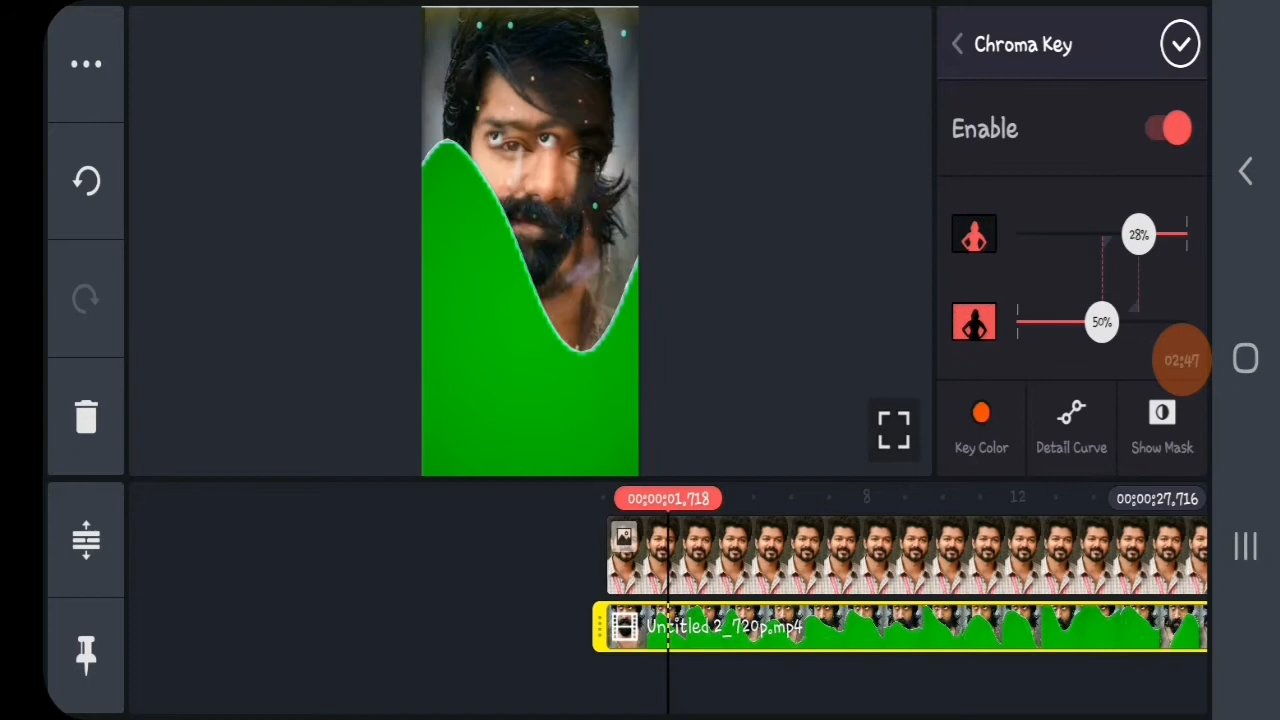 Chroma Key
Enable
28%
50%
02:47
Key Color
Detail Curve
Show Mask
00:00:01,718
8
12
00:00:27,716
Untitled 2_720p.mp4